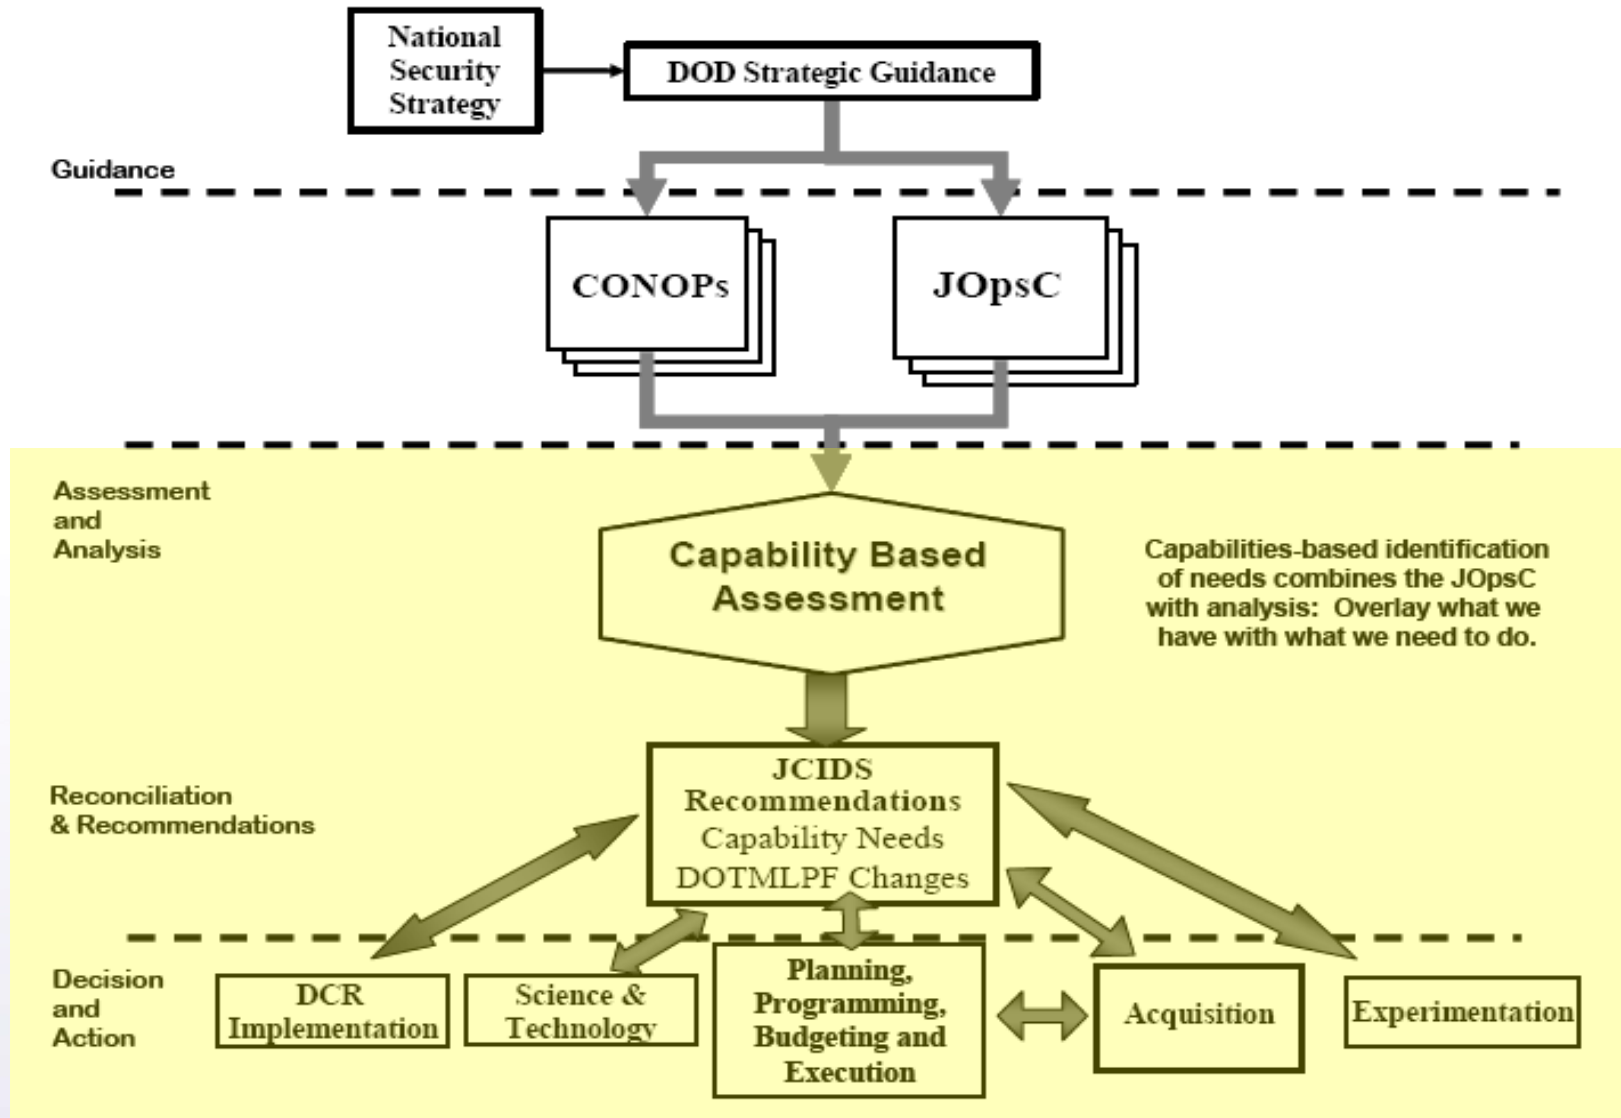 National
Security
Strategy
DOD Strategic Guidance
Guidance
CONOPs
JOpsC
Assessment
and
Analysis
Capability Based
Assessment
Capabilities-based identification
of needs combines the JOpsC
with analysis:  Overlay what we
have with what we need to do.
Reconciliation
& Recommendations
JCIDS
Recommendations
Capability Needs
DOTMLPF Changes
Decision
and
Action
DCR
Implementation
Science &
Technology
Planning,
Programming,
Budgeting and
Execution
Acquisition
Experimentation